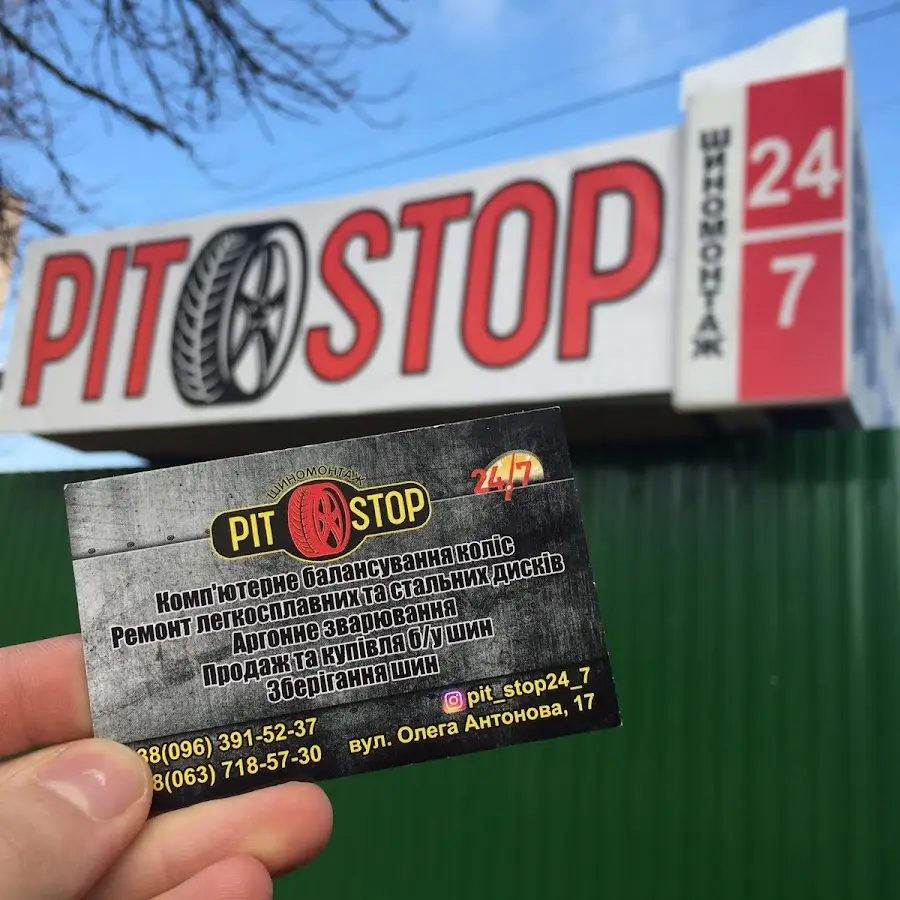 PIT STOP
ШИНОМОНТАЖ
24
7
ШИНОМОНТАЖ
PIT STOP
24/7
Комп'ютерне балансування коліс
Ремонт легкосплавних та стальних дисків
Аргонне зварювання
Продаж та купівля б/у шин
Зберігання шин
38(096) 391-52-37
8(063) 718-57-30
pit_stop24_7
вул. Олега Антонова, 17